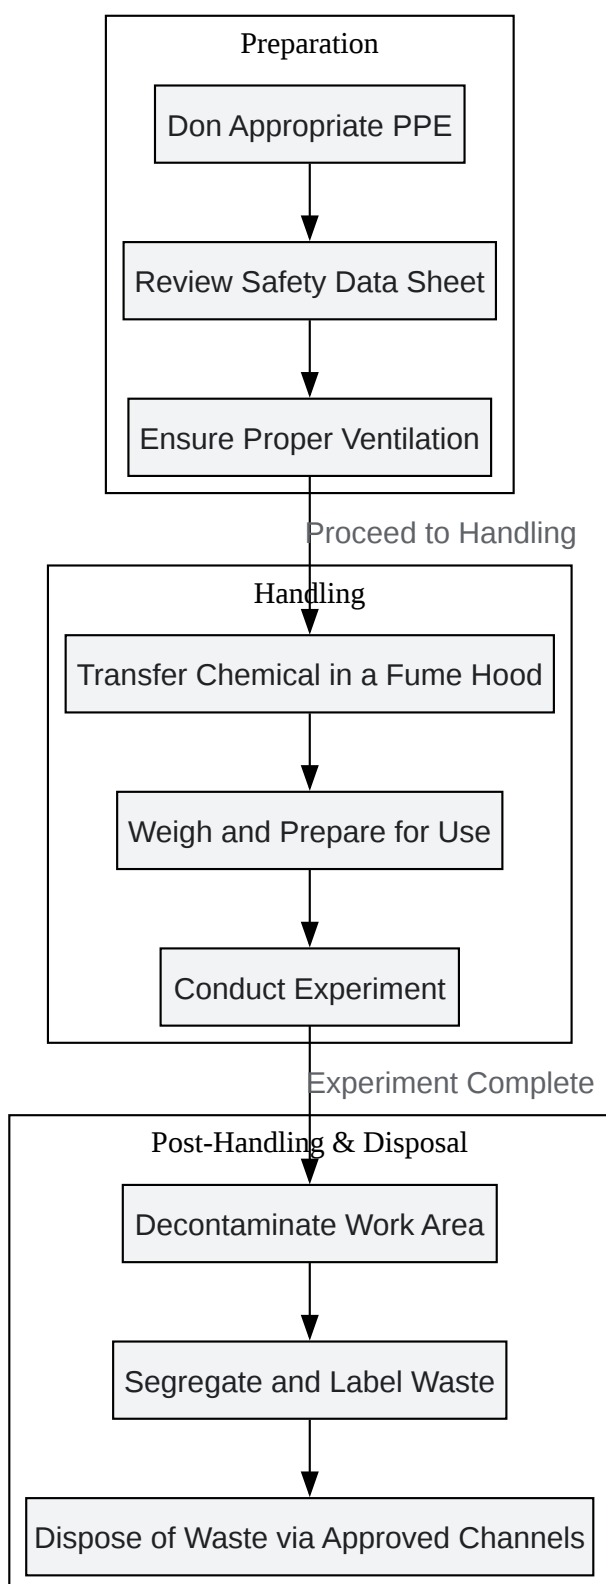 Preparation
Don Appropriate PPE
Review Safety Data Sheet
Ensure Proper Ventilation
Proceed to Handling
Handling
Transfer Chemical in a Fume Hood
Weigh and Prepare for Use
Conduct Experiment
Experiment Complete
Post-Handling & Disposal
Decontaminate Work Area
Segregate and Label Waste
Dispose of Waste via Approved Channels